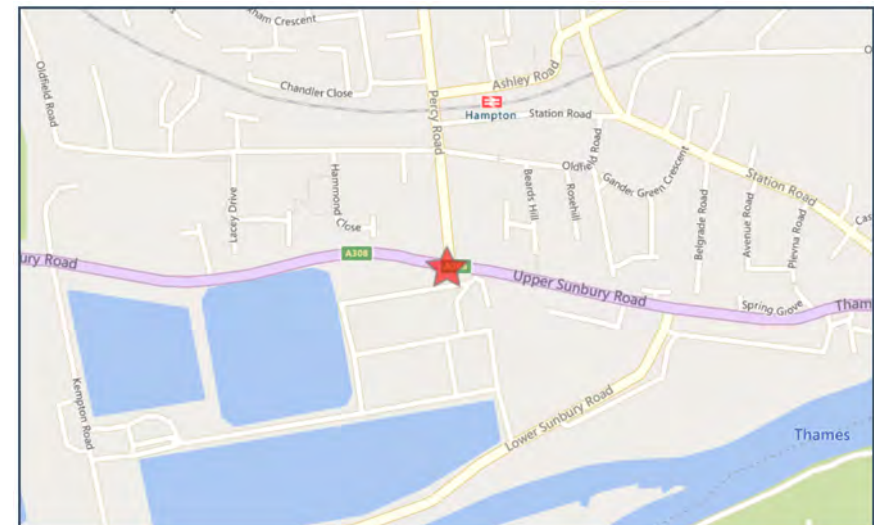 xham Crescent
Oldfield Road
Chandler Close
Percy Road
Ashley Road
Hampton
Station Road
Oldfield Road
Gander Green Crescent
Station Road
Lacey Drive
Hammond
Close
Beards Hill
Rosehill
Belgrade Road
Avenue Road
Plevna Road
Cas
ury Road
A308
Upper Sunbury Road
Spring Grove
Tham
Kempton Road
Lower Sunbury Road
Thames